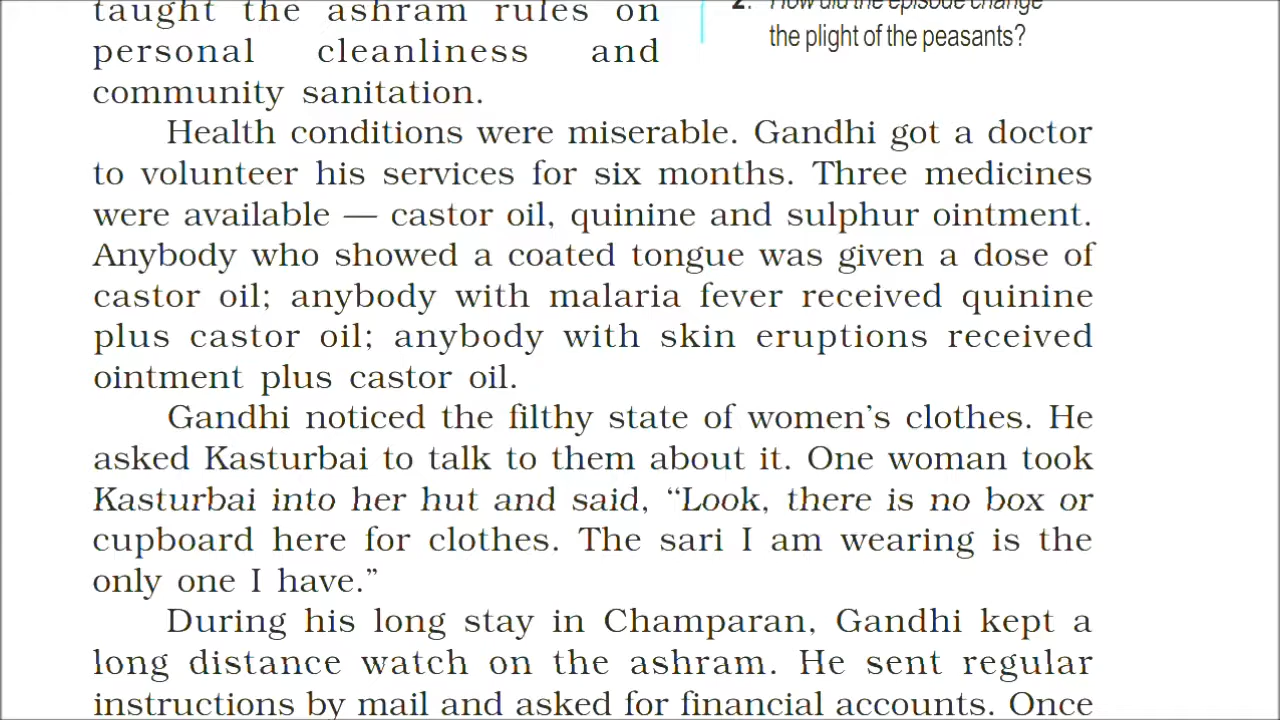 taught the ashram rules on
personal cleanliness and
community sanitation.
2. How did the episode change
the plight of the peasants?
Health conditions were miserable. Gandhi got a doctor
to volunteer his services for six months. Three medicines
were available — castor oil, quinine and sulphur ointment.
Anybody who showed a coated tongue was given a dose of
castor oil; anybody with malaria fever received quinine
plus castor oil; anybody with skin eruptions received
ointment plus castor oil.
Gandhi noticed the filthy state of women's clothes. He
asked Kasturbai to talk to them about it. One woman took
Kasturbai into her hut and said, “Look, there is no box or
cupboard here for clothes. The sari I am wearing is the
only one I have.”
During his long stay in Champaran, Gandhi kept a
long distance watch on the ashram. He sent regular
instructions by mail and asked for financial accounts. Once